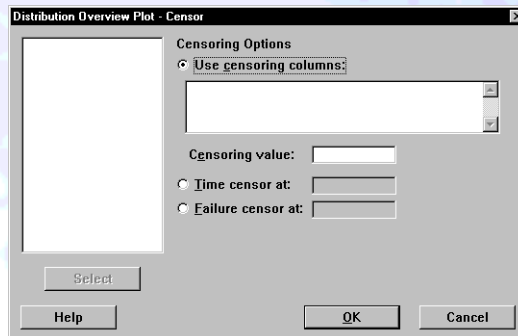 Distribution Overview Plot - Censor
Censoring Options
Use censoring columns:
Censoring value:
Time censor at:
Failure censor at:
Select
Help
OK
Cancel